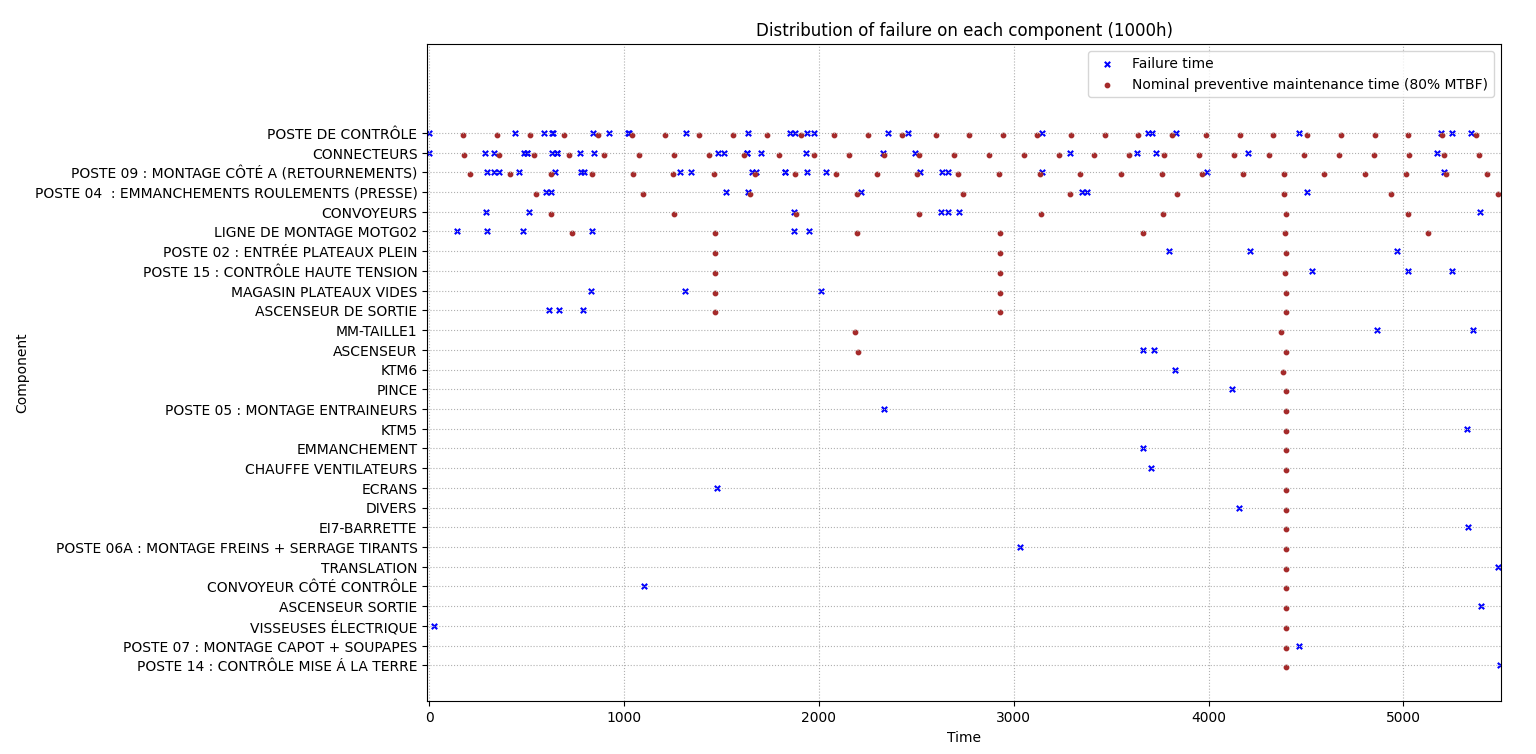 Distribution of failure on each component (1000h)
Failure time
Nominal preventive maintenance time (80% MTBF)
POSTE DE CONTRÔLE
CONNECTEURS
POSTE 09 : MONTAGE CÔTÉ A (RETOURNEMENTS)
POSTE 04  : EMMANCHEMENTS ROULEMENTS (PRESSE)
CONVOYEURS
LIGNE DE MONTAGE MOTG02
POSTE 02 : ENTRÉE PLATEAUX PLEIN
POSTE 15 : CONTRÔLE HAUTE TENSION
MAGASIN PLATEAUX VIDES
ASCENSEUR DE SORTIE
MM-TAILLE1
ASCENSEUR
KTM6
PINCE
POSTE 05 : MONTAGE ENTRAINEURS
KTM5
EMMANCHEMENT
CHAUFFE VENTILATEURS
ECRANS
DIVERS
EI7-BARRETTE
POSTE 06A : MONTAGE FREINS + SERRAGE TIRANTS
TRANSLATION
CONVOYEUR CÔTÉ CONTRÔLE
ASCENSEUR SORTIE
VISSEUSES ÉLECTRIQUE
POSTE 07 : MONTAGE CAPOT + SOUPAPES
POSTE 14 : CONTRÔLE MISE Á LA TERRE
Component
0 1000 2000 3000 4000 5000
Time